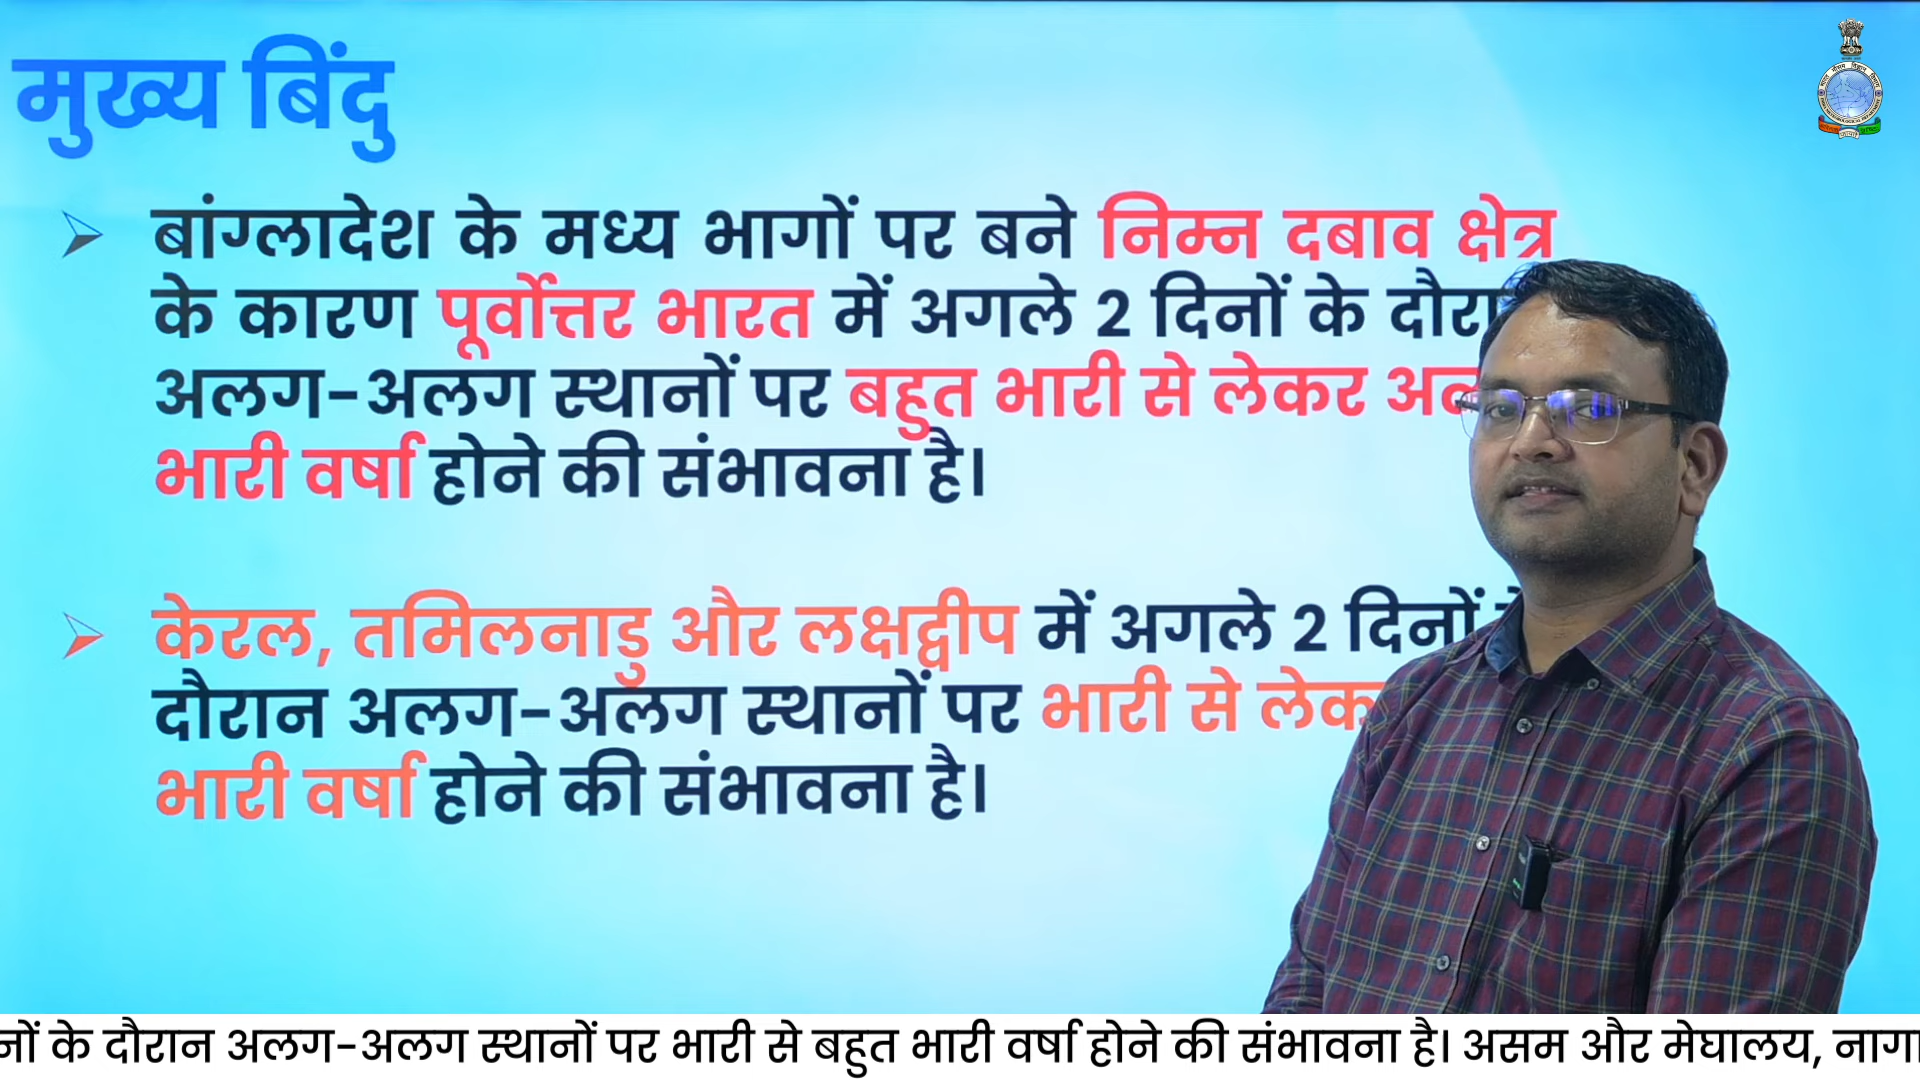 मुख्य बिंदु
बांग्लादेश के मध्य भागों पर बने निम्न दबाव क्षेत्र
के कारण पूर्वोत्तर भारत में अगले 2 दिनों के
अलग-अलग स्थानों पर बहुत भारी से लेकर
भारी वर्षा होने की संभावना है।
केरल, तमिलनाडु और लक्षद्वीप में अगले 2 दिनों
दौरान अलग-अलग स्थानों पर भारी से
भारी वर्षा होने की संभावना है।
के दौरान अलग-अलग स्थानों पर भारी से बहुत भारी वर्षा होने की संभावना है। असम और मेघालय,